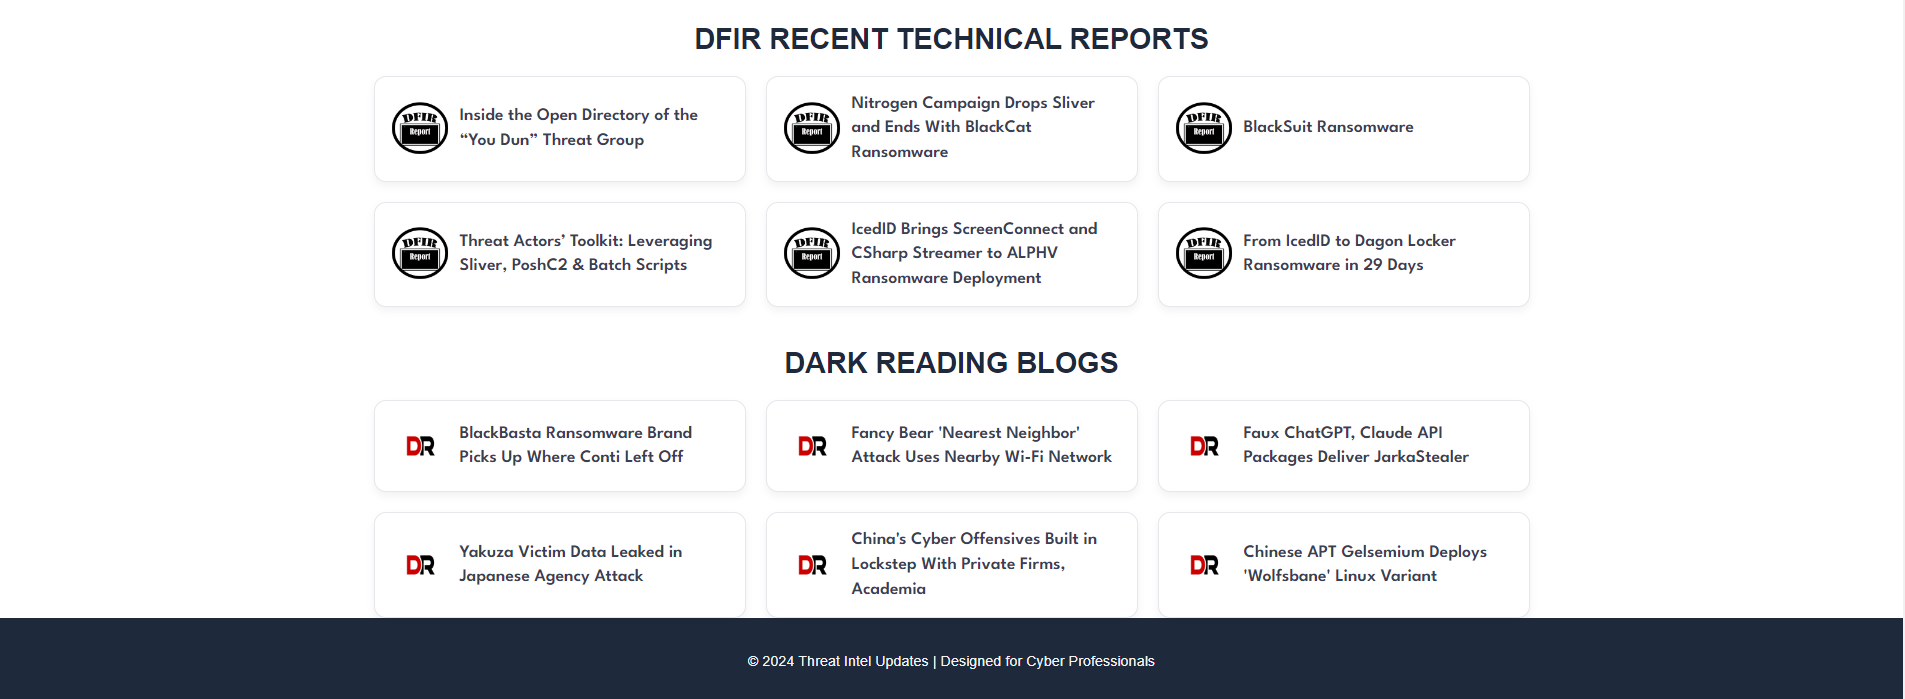 DFIR RECENT TECHNICAL REPORTS
DFIR
Report
Inside the Open Directory of the
“You Dun” Threat Group
DFIR
Report
Nitrogen Campaign Drops Sliver
and Ends With BlackCat
Ransomware
DFIR
Report
BlackSuit Ransomware
DFIR
Report
Threat Actors’ Toolkit: Leveraging
Sliver, PoshC2 & Batch Scripts
DFIR
Report
IcedID Brings ScreenConnect and
CSharp Streamer to ALPHV
Ransomware Deployment
DFIR
Report
From IcedID to Dagon Locker
Ransomware in 29 Days
DARK READING BLOGS
DR
BlackBasta Ransomware Brand
Picks Up Where Conti Left Off
DR
Fancy Bear 'Nearest Neighbor'
Attack Uses Nearby Wi-Fi Network
DR
Faux ChatGPT, Claude API
Packages Deliver JarkaStealer
DR
Yakuza Victim Data Leaked in
Japanese Agency Attack
DR
China's Cyber Offensives Built in
Lockstep With Private Firms,
Academia
DR
Chinese APT Gelsemium Deploys
'Wolfsbane' Linux Variant
© 2024 Threat Intel Updates | Designed for Cyber Professionals